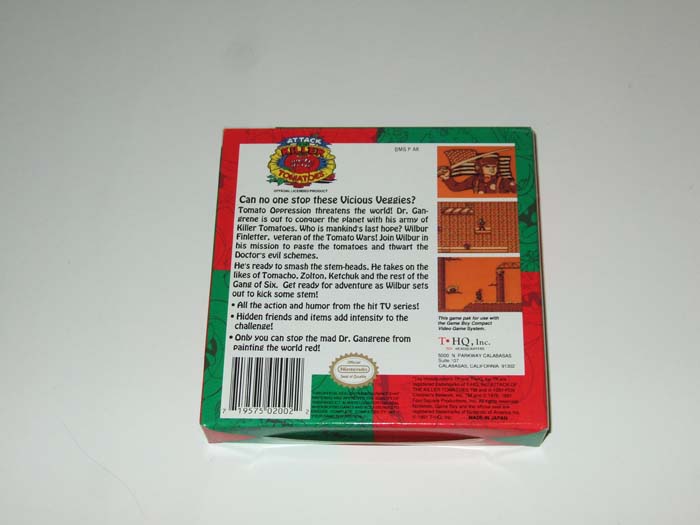 ATTACK
KILLER
TOMATOES
OFFICIAL LICENSED PRODUCT
Can no one stop these Vicious Veggies?
Tomato Oppression threatens the world! Dr. Gan-
grene is out to conquer the planet with his army of
Killer Tomatoes. Who is mankind's last hope? Wilbur
Finletter, veteran of the Tomato Wars! Join Wilbur in
his mission to paste the tomatoes and thwart the
Doctor's evil schemes.
He's ready to smash the stem-heads. He takes on the
likes of Tomacho, Zolton, Ketchuk and the rest of the
Gang of Six. Get ready for adventure as Wilbur sets
out to kick some stem!
• All the action and humor from the hit TV series!
• Hidden friends and items add intensity to the
challenge!
• Only you can stop the mad Dr. Gangrene from
painting the world red!
7 19575 02002 7
Official
Nintendo
Seal of Quality
This game pak for use with
the Game Boy Compact
Video Game System.
T•HQ, Inc.
5000 N. PARKWAY CALABASAS
Suite
CALABASAS, CALIFORNIA 91302
MADE IN JAPAN